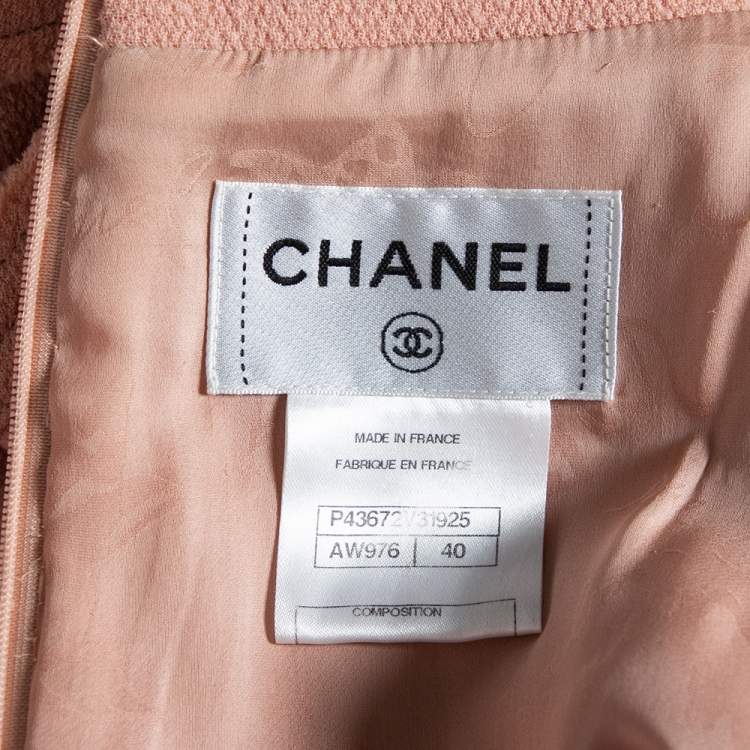 CHANEL
MADE IN FRANCE
FABRIQUE EN FRANCE
P43672V31925
AW976 40
COMPOSITION